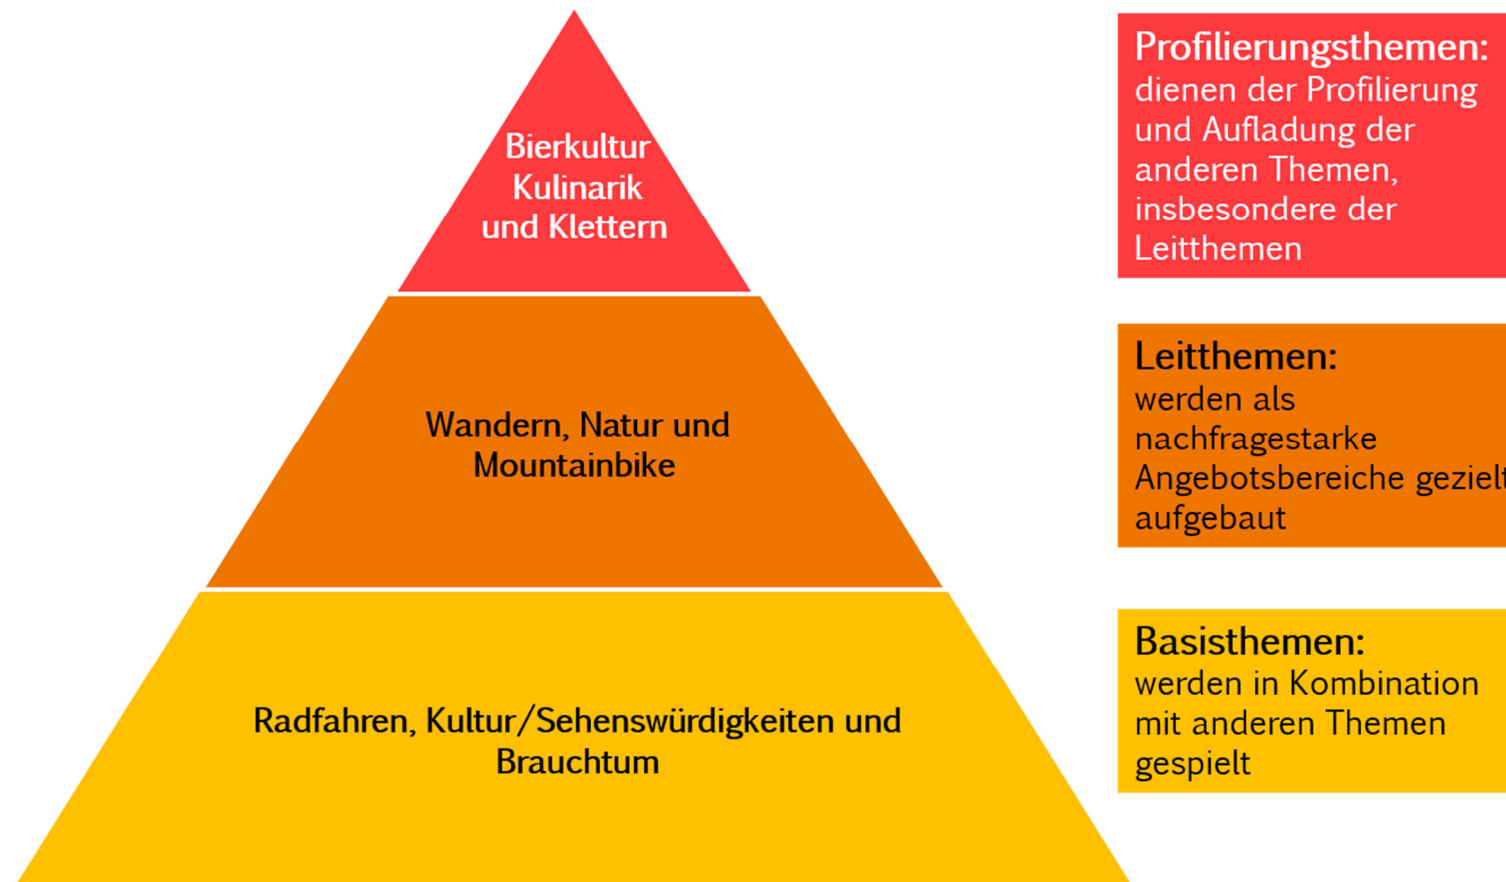 Bierkultur
Kulinarik
und Klettern
Wandern, Natur und
Mountainbike
Radfahren, Kultur/Sehenswürdigkeiten und
Brauchtum
Profilierungsthemen:
dienen der Profilierung
und Aufladung der
anderen Themen,
insbesondere der
Leitthemen
Leitthemen:
werden als
nachfragestarke
Angebotsbereiche gezielt
aufgebaut
Basisthemen:
werden in Kombination
mit anderen Themen
gespielt